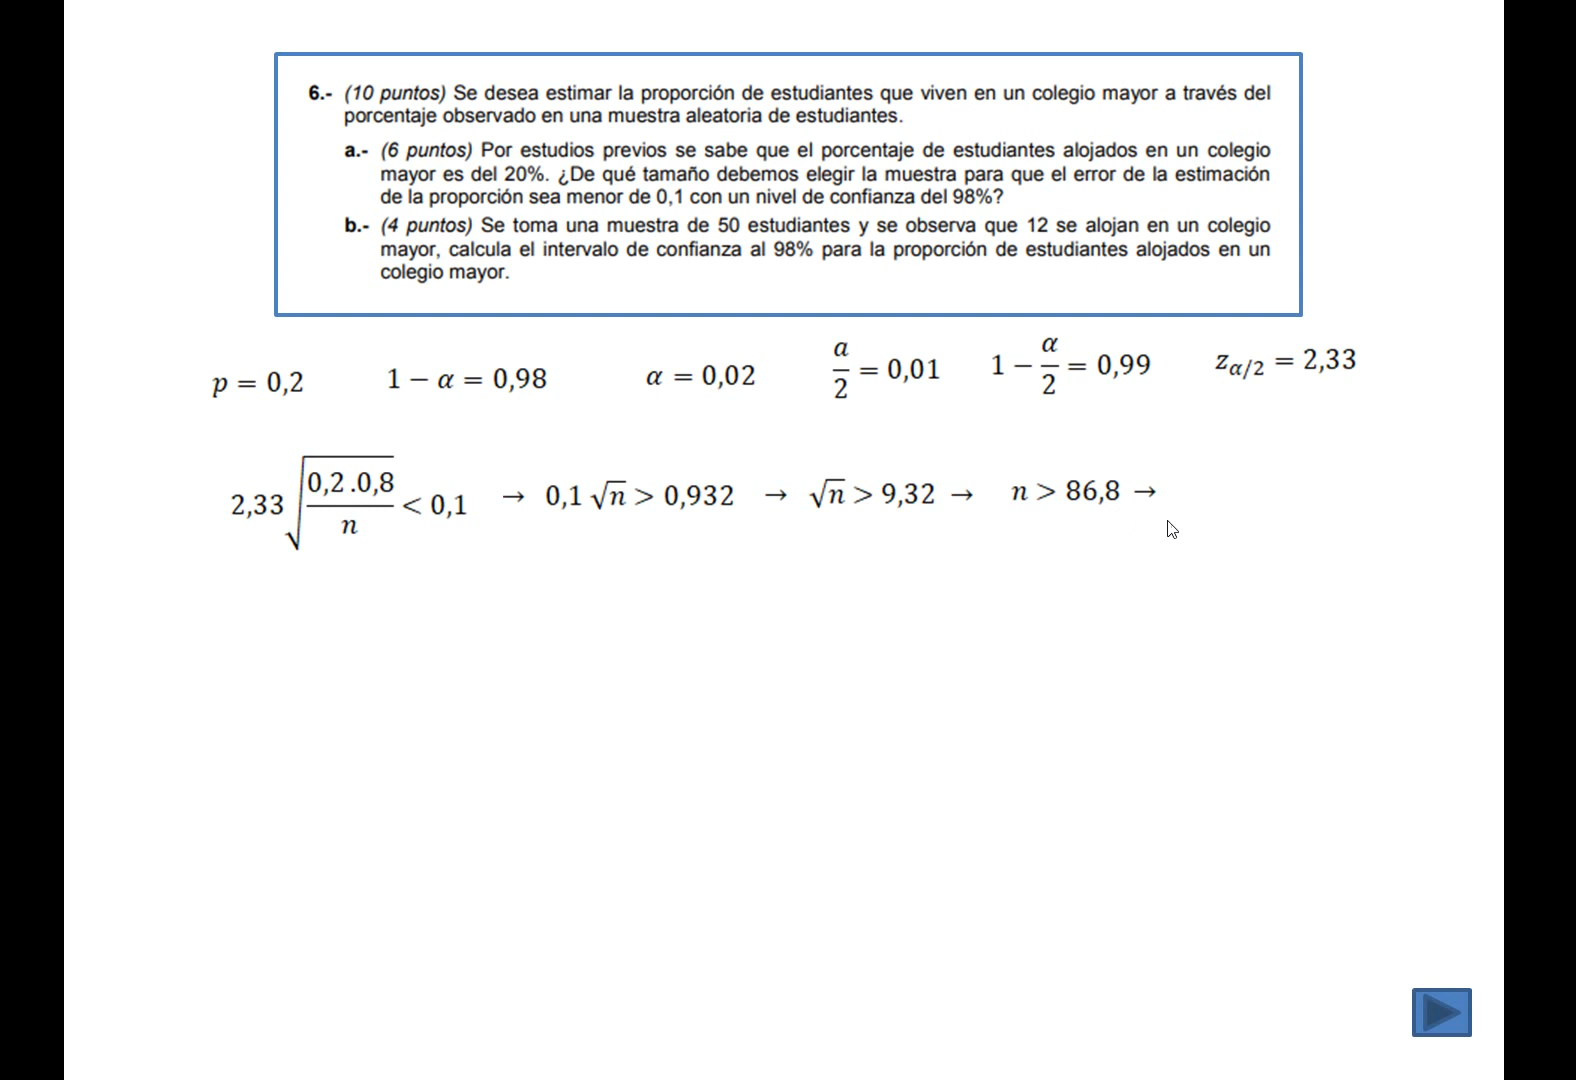 6.- (10 puntos) Se desea estimar la proporción de estudiantes que viven en un colegio mayor a través del
porcentaje observado en una muestra aleatoria de estudiantes.
a.- (6 puntos) Por estudios previos se sabe que el porcentaje de estudiantes alojados en un colegio
mayor es del 20%. ¿De qué tamaño debemos elegir la muestra para que el error de la estimación
de la proporción sea menor de 0,1 con un nivel de confianza del 98%?
b.- (4 puntos) Se toma una muestra de 50 estudiantes y se observa que 12 se alojan en un colegio
mayor, calcula el intervalo de confianza al 98% para la proporción de estudiantes alojados en un
colegio mayor.
p = 0,2 1 − α = 0,98 α = 0,02 a/2 = 0,01 1 − α/2 = 0,99 z_{α/2} = 2,33
2,33 √(0,2 .0,8 / n) < 0,1 → 0,1 √n > 0,932 → √n > 9,32 → n > 86,8 →